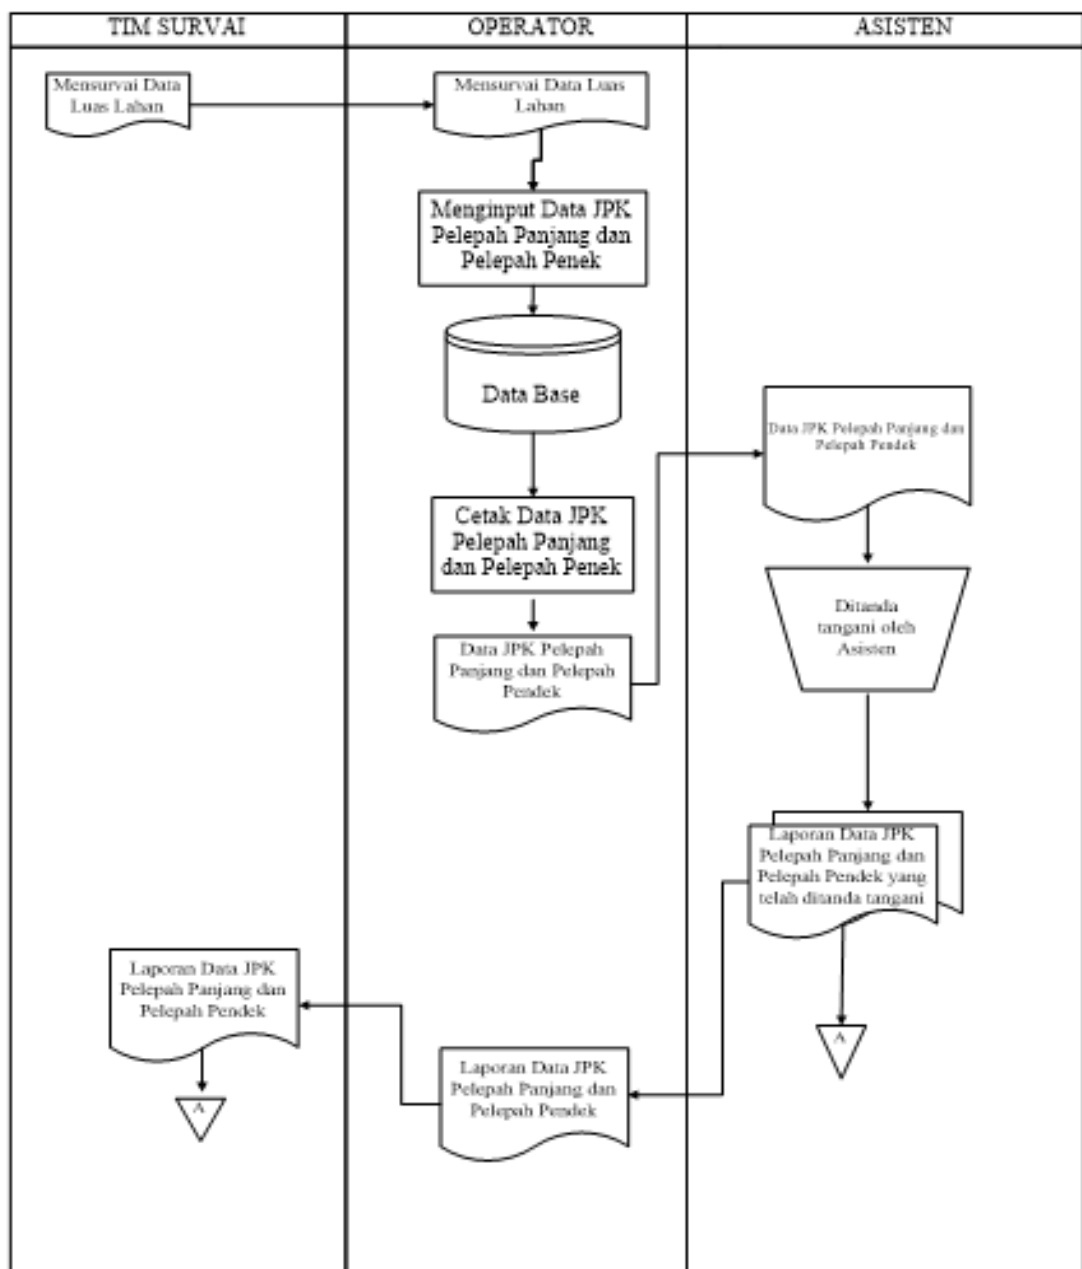 TIM SURVAI
OPERATOR
ASISTEN
Mensurvai Data
Luas Lahan
Mensurvai Data Luas
Lahan
Menginput Data JPK
Pelepah Panjang dan
Pelepah Penek
Data Base
Cetak Data JPK
Pelepah Panjang
dan Pelepah Penek
Data JPK Pelepah
Panjang dan Pelepah
Pendek
Data JPK Pelepah Panjang dan
Pelepah Pendek
Ditanda
tangani oleh
Asisten
Laporan Data JPK
Pelepah Panjang dan
Pelepah Pendek yang
telah ditanda tangani
A
Laporan Data JPK
Pelepah Panjang dan
Pelepah Pendek
Laporan Data JPK
Pelepah Panjang dan
Pelepah Pendek
A